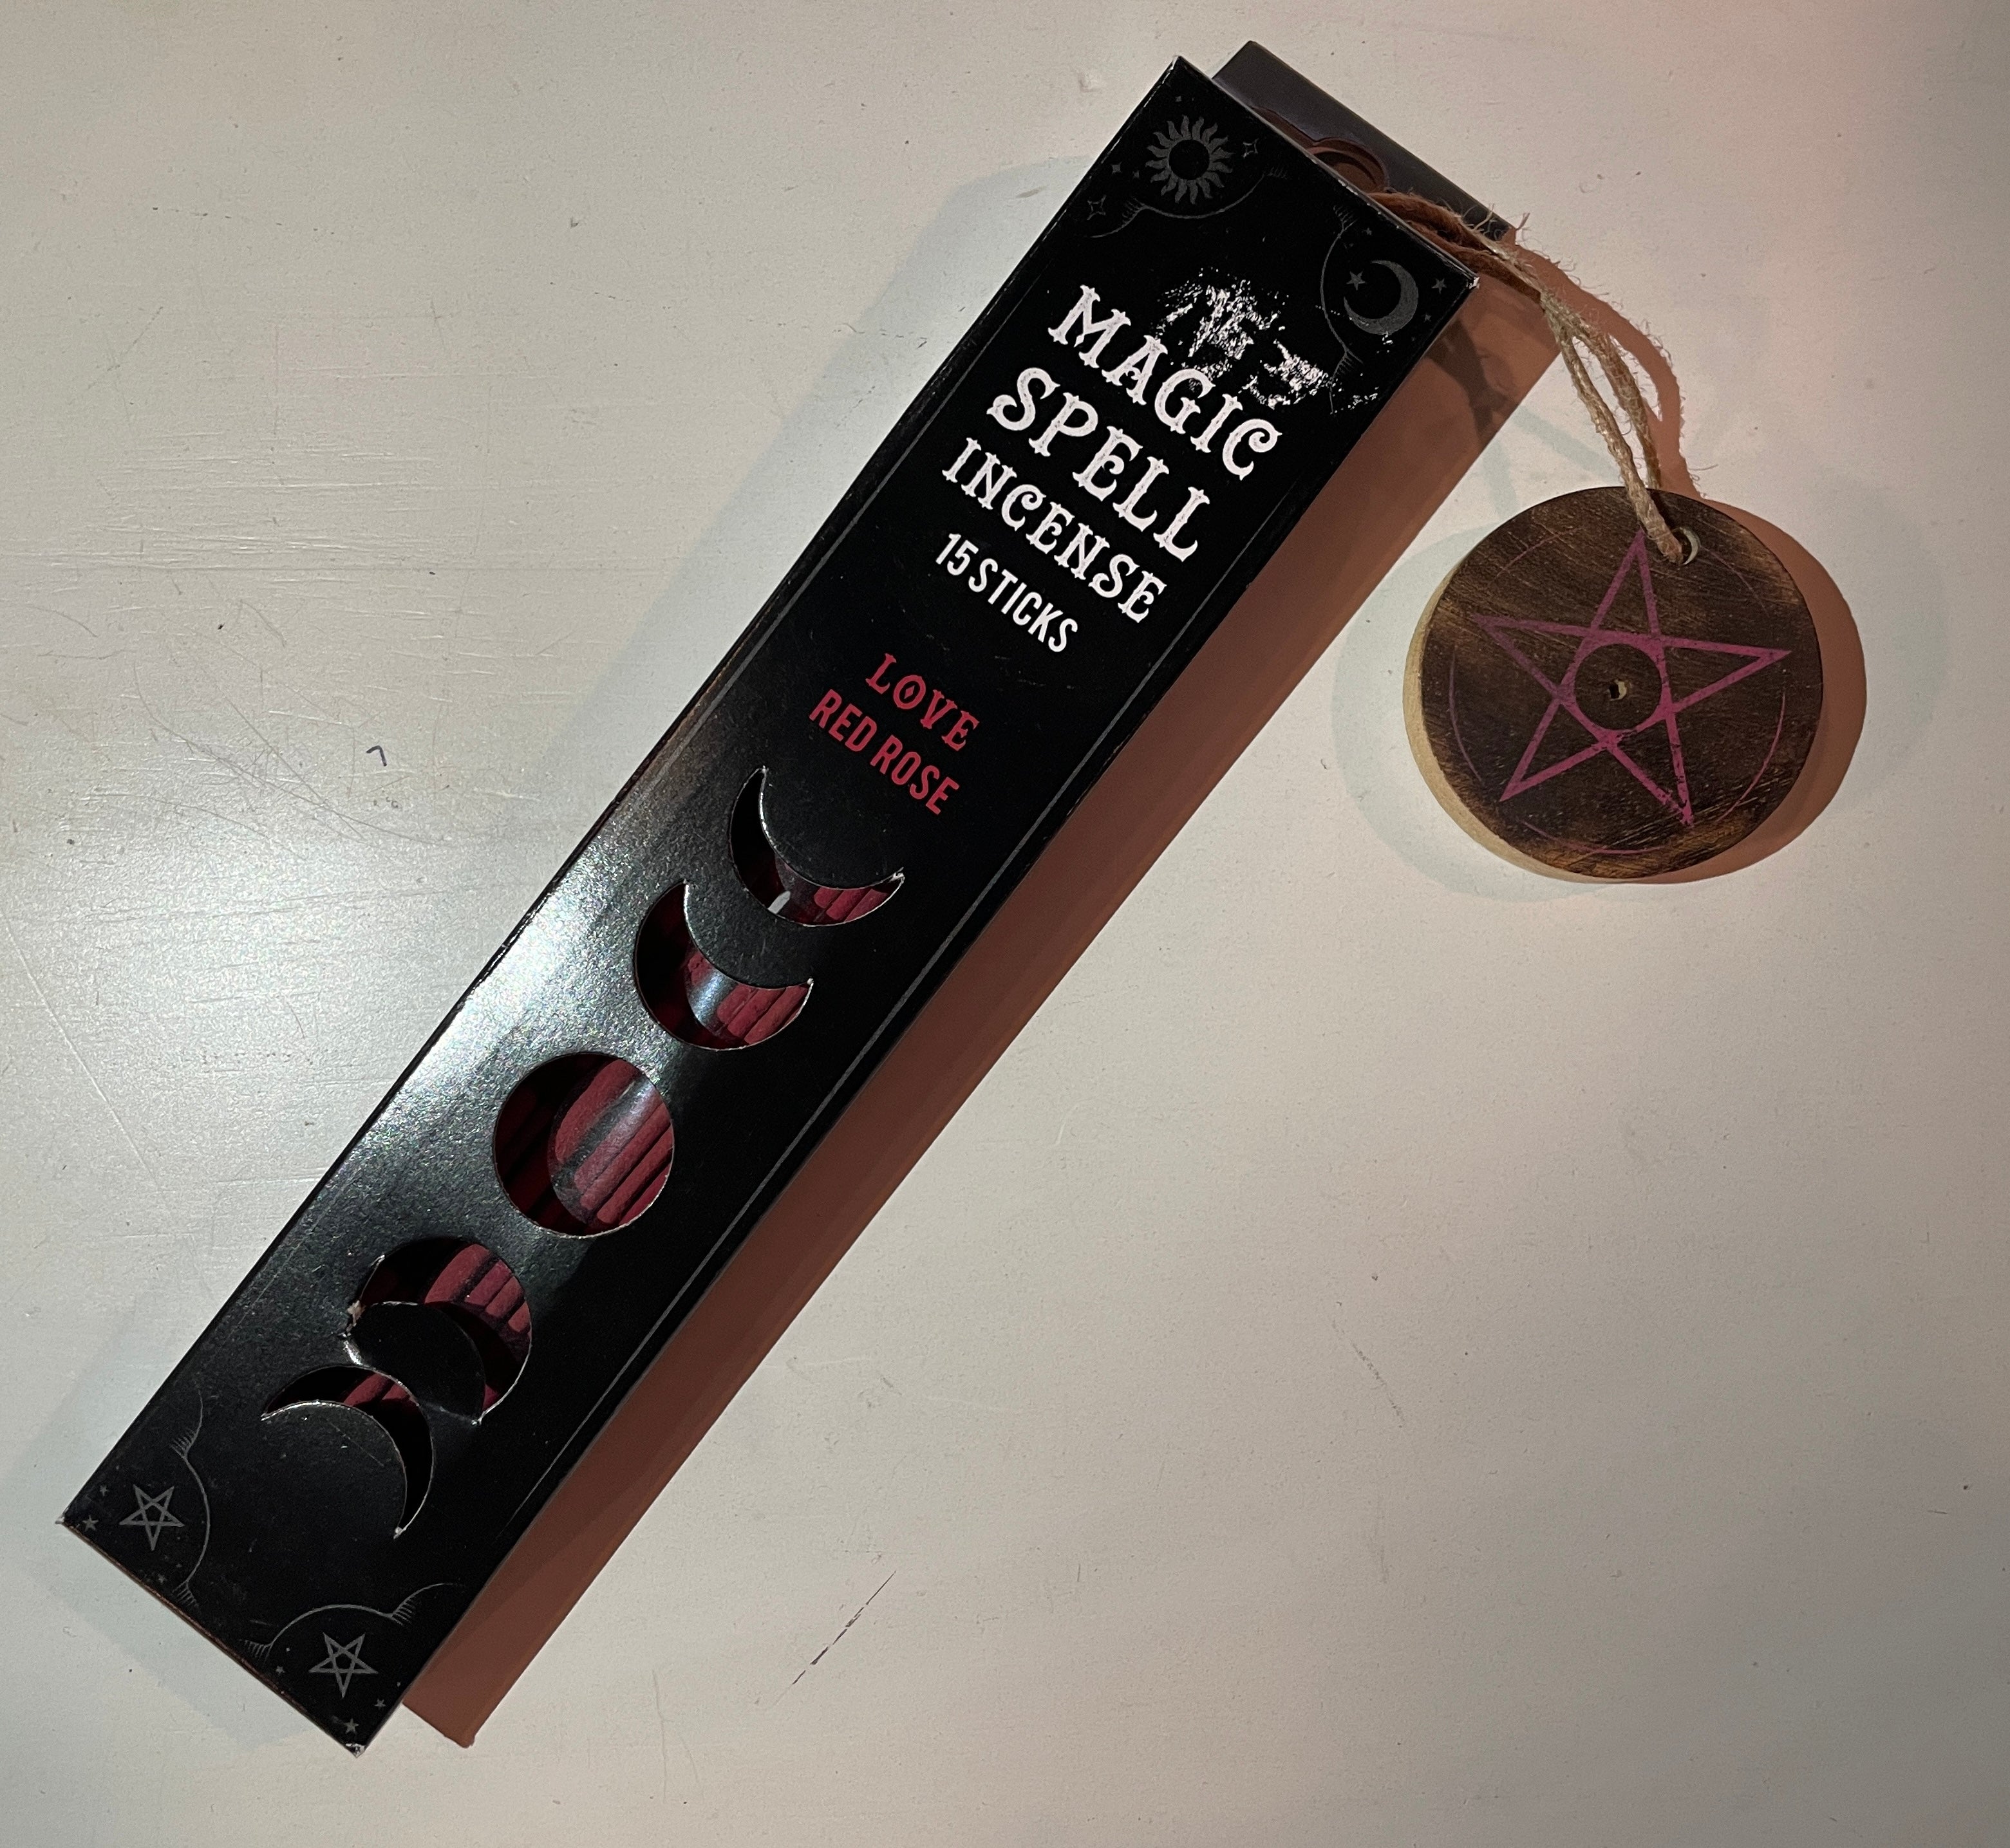 MAGIC
SPELL
INCENSE
15 STICKS
LOVE
RED ROSE